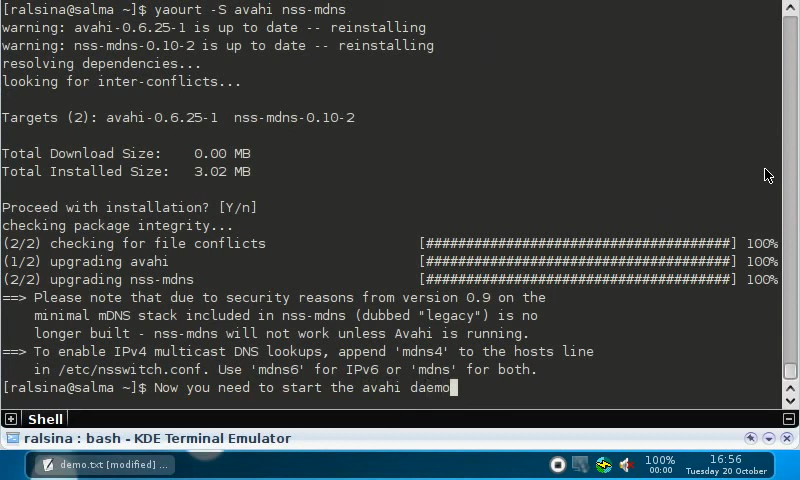 [ralsina@salma ~]$ yaourt -S avahi nss-mdns
warning: avahi-0.6.25-1 is up to date -- reinstalling
warning: nss-mdns-0.10-2 is up to date -- reinstalling
resolving dependencies...
looking for inter-conflicts...
Targets (2): avahi-0.6.25-1  nss-mdns-0.10-2
Total Download Size:    0.00 MB
Total Installed Size:   3.02 MB
Proceed with installation? [Y/n]
checking package integrity...
(2/2) checking for file conflicts                   [######################################] 100%
(1/2) upgrading avahi                               [######################################] 100%
(2/2) upgrading nss-mdns                            [######################################] 100%
==> Please note that due to security reasons from version 0.9 on the
    minimal mDNS stack included in nss-mdns (dubbed "legacy") is no
    longer built - nss-mdns will not work unless Avahi is running.
==> To enable IPv4 multicast DNS lookups, append 'mdns4' to the hosts line
    in /etc/nsswitch.conf. Use 'mdns6' for IPv6 or 'mdns' for both.
[ralsina@salma ~]$ Now you need to start the avahi daemo
Shell
ralsina : bash - KDE Terminal Emulator
demo.txt [modified] ...
100%
00:00
16:56
Tuesday 20 October